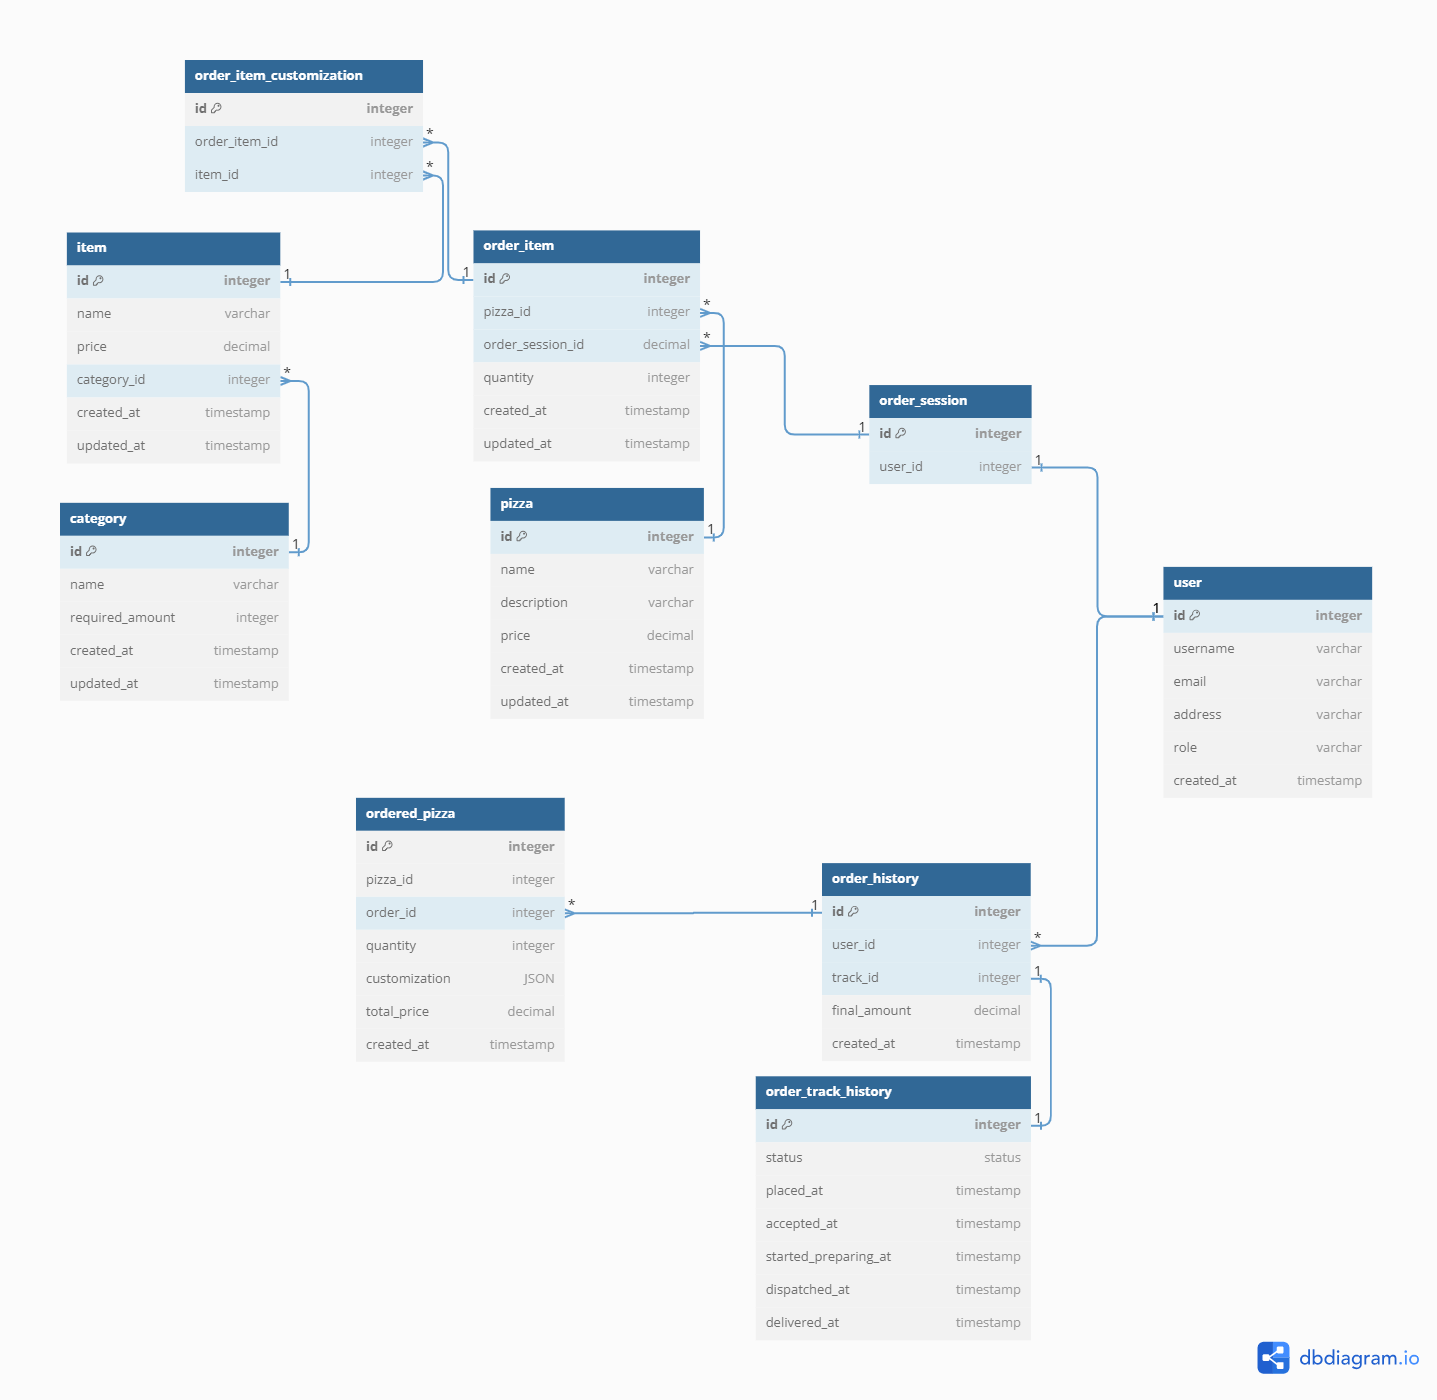 order_item_customization
id integer
* 
order_item_id integer
*
item_id integer
item
id integer
1
name varchar
price decimal
*
category_id integer
created_at timestamp
updated_at timestamp
order_item
1
id integer
*
pizza_id integer
*
order_session_id decimal
quantity integer
created_at timestamp
updated_at timestamp
order_session
1
id integer
1
user_id integer
category
1
id integer
name varchar
required_amount integer
created_at timestamp
updated_at timestamp
pizza
1
id integer
name varchar
description varchar
price decimal
created_at timestamp
updated_at timestamp
user
1
id integer
username varchar
email varchar
address varchar
role varchar
created_at timestamp
ordered_pizza
id integer
pizza_id integer
*
order_id integer
quantity integer
customization JSON
total_price decimal
created_at timestamp
order_history
1
id integer
*
user_id integer
1
track_id integer
final_amount decimal
created_at timestamp
order_track_history
1
id integer
status status
placed_at timestamp
accepted_at timestamp
started_preparing_at timestamp
dispatched_at timestamp
delivered_at timestamp
dbdiagram.io